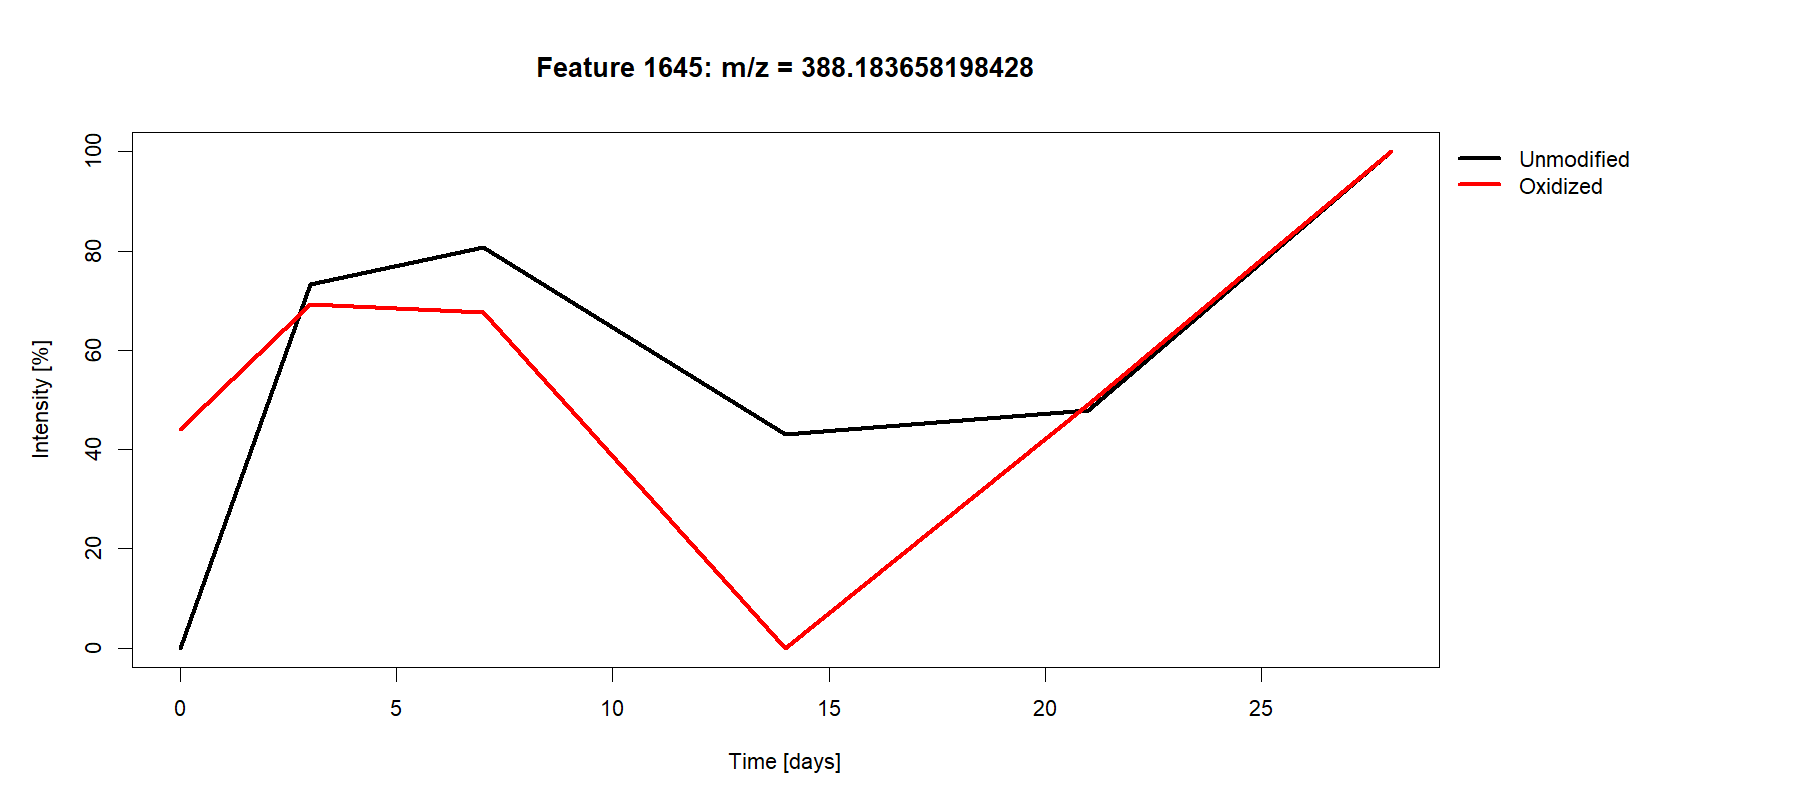 Feature 1645: m/z = 388.183658198428
Unmodified
Oxidized
Intensity [%]
100
80
60
40
20
0
0 5 10 15 20 25
Time [days]